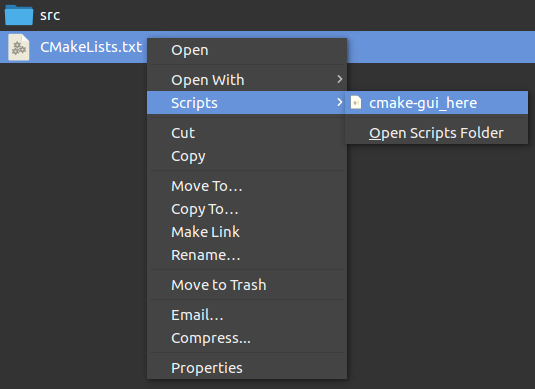 src
CMakeLists.txt
Open
Open With
Scripts
cmake-gui_here
Open Scripts Folder
Cut
Copy
Move To…
Copy To…
Make Link
Rename…
Move to Trash
Email…
Compress...
Properties